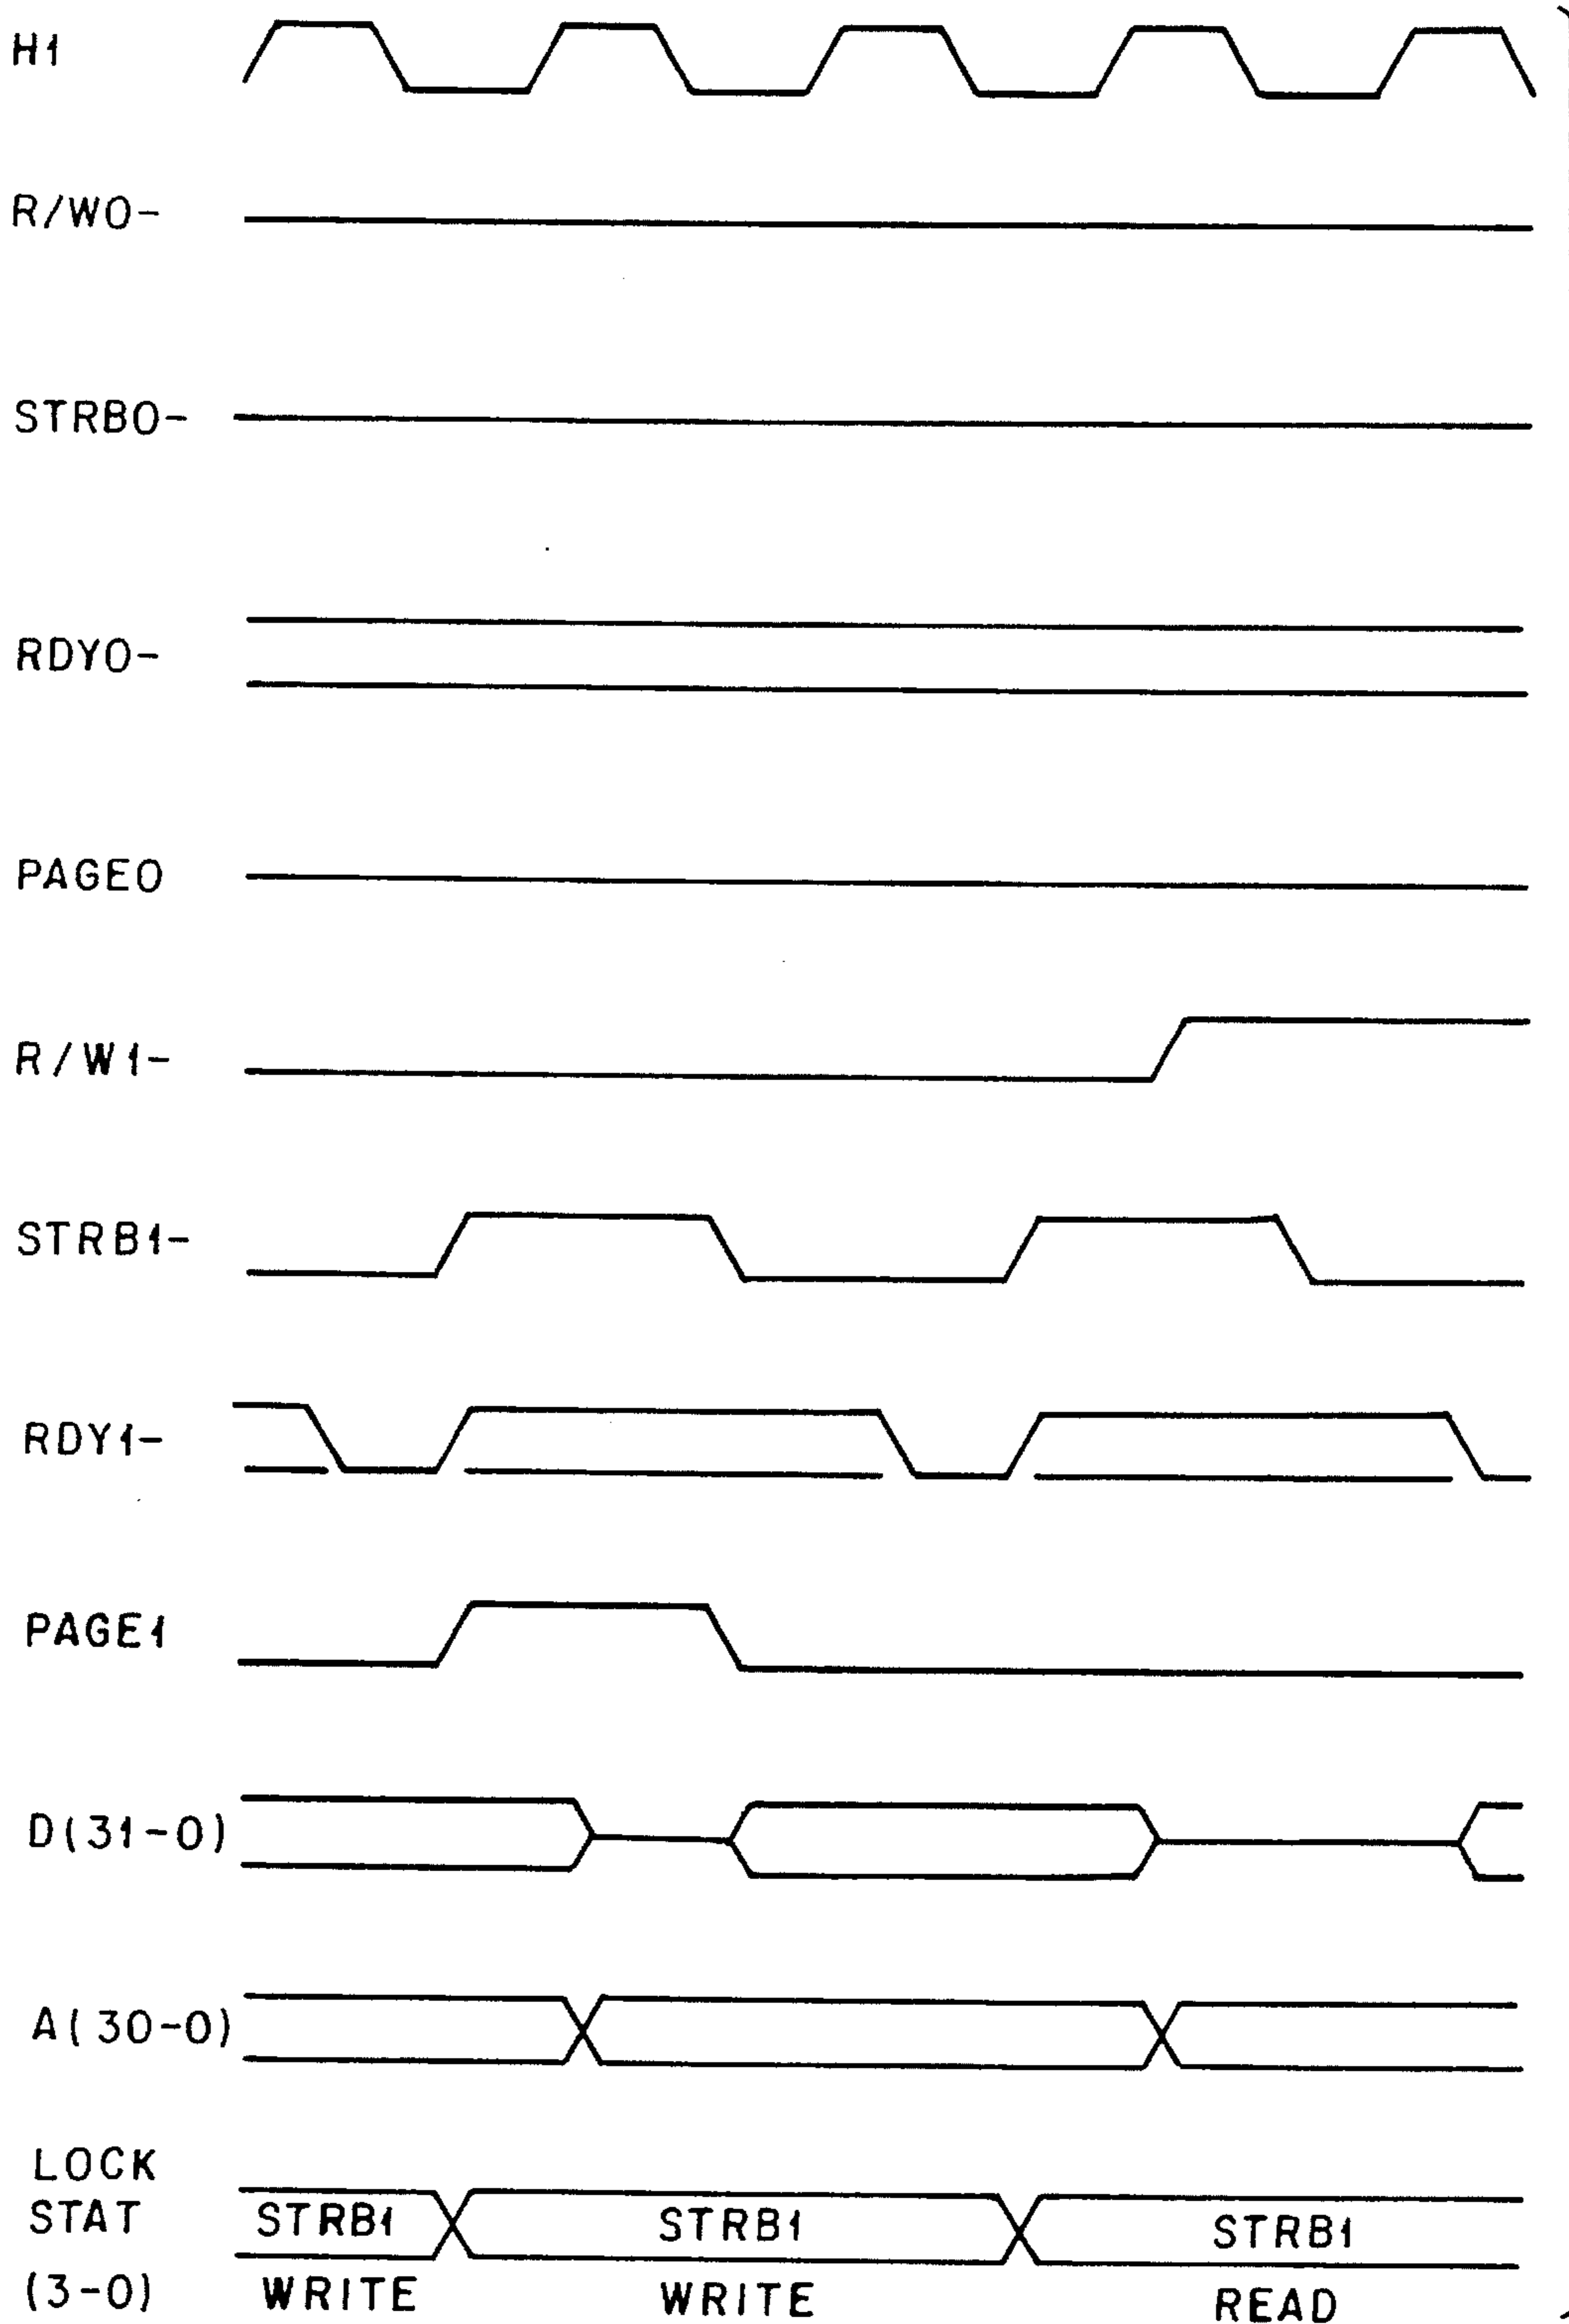 H1
R/W0-
STRB0-
RDY0-
PAGE0
R/W1-
STRB1-
RDY1-
PAGE1
D(31-0)
A(30-0)
LOCK
STAT STRB1 STRB1 STRB1
(3-0) WRITE WRITE READ